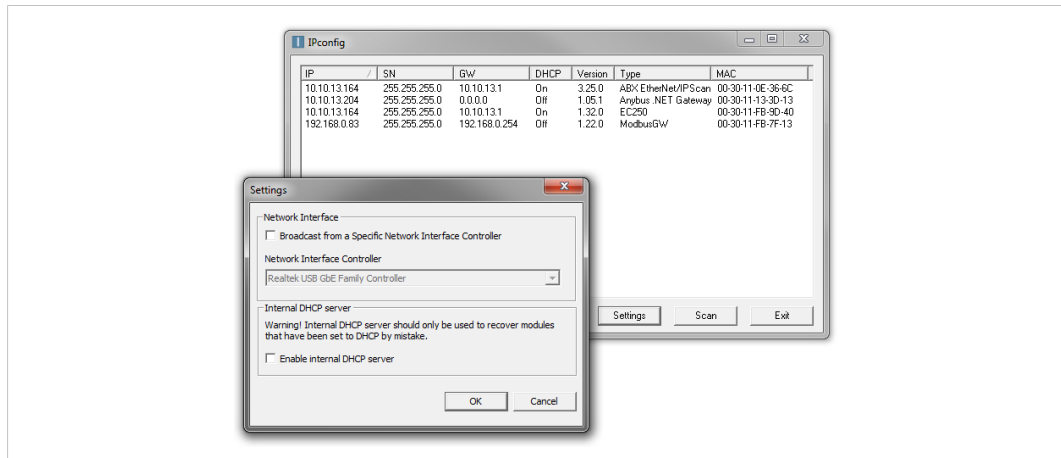 IPconfig
IP / SN GW DHCP Version Type MAC
10.10.13.164 255.255.255.0 10.10.13.1 On 3.25.0 ABX EtherNet/IPScan 00-30-11-0E-36-6C
10.10.13.204 255.255.255.0 0.0.0.0 Off 1.05.1 Anybus .NET Gateway 00-30-11-13-3D-13
10.10.13.164 255.255.255.0 10.10.13.1 On 1.32.0 EC250 00-30-11-FB-9D-40
192.168.0.83 255.255.255.0 192.168.0.254 Off 1.22.0 ModbusGW 00-30-11-FB-7F-13
Settings Scan Exit
Settings
Network Interface
Broadcast from a Specific Network Interface Controller
Network Interface Controller
Realtek USB GbE Family Controller
Internal DHCP server
Warning! Internal DHCP server should only be used to recover modules
that have been set to DHCP by mistake.
Enable internal DHCP server
OK Cancel